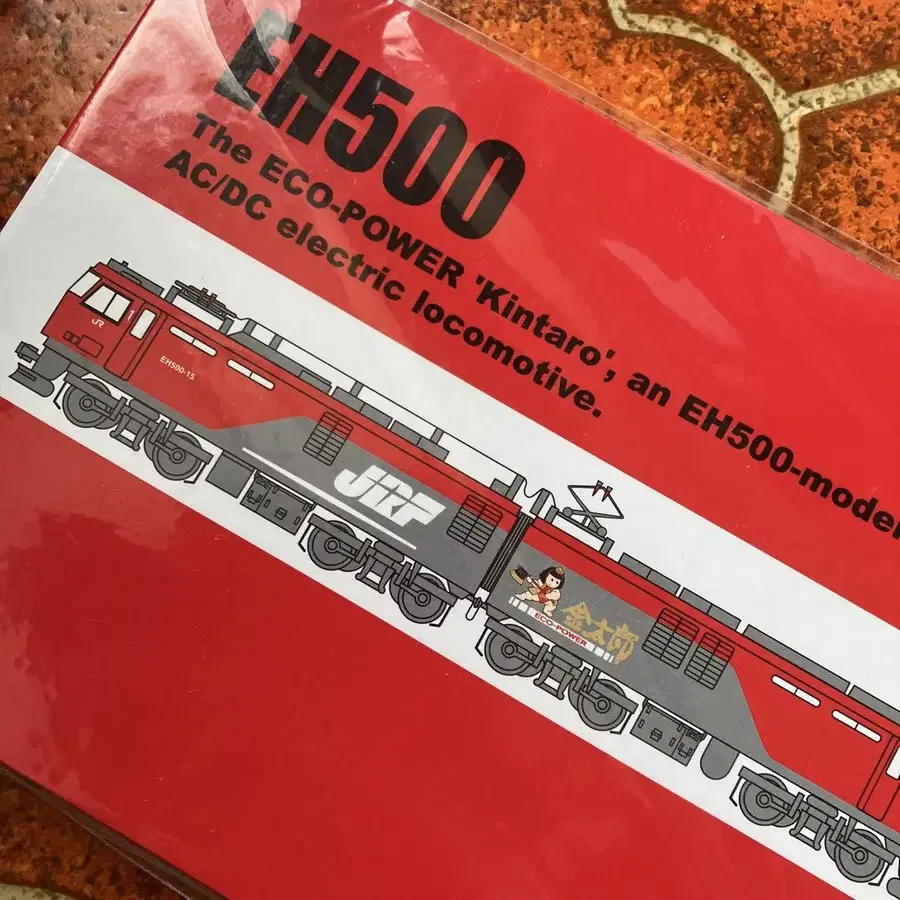 EH500
The ECO-POWER 'Kintaro', an EH500-model
AC/DC electric locomotive.
JR
1
EH500-15
JRF
金太郎
ECO-POWER